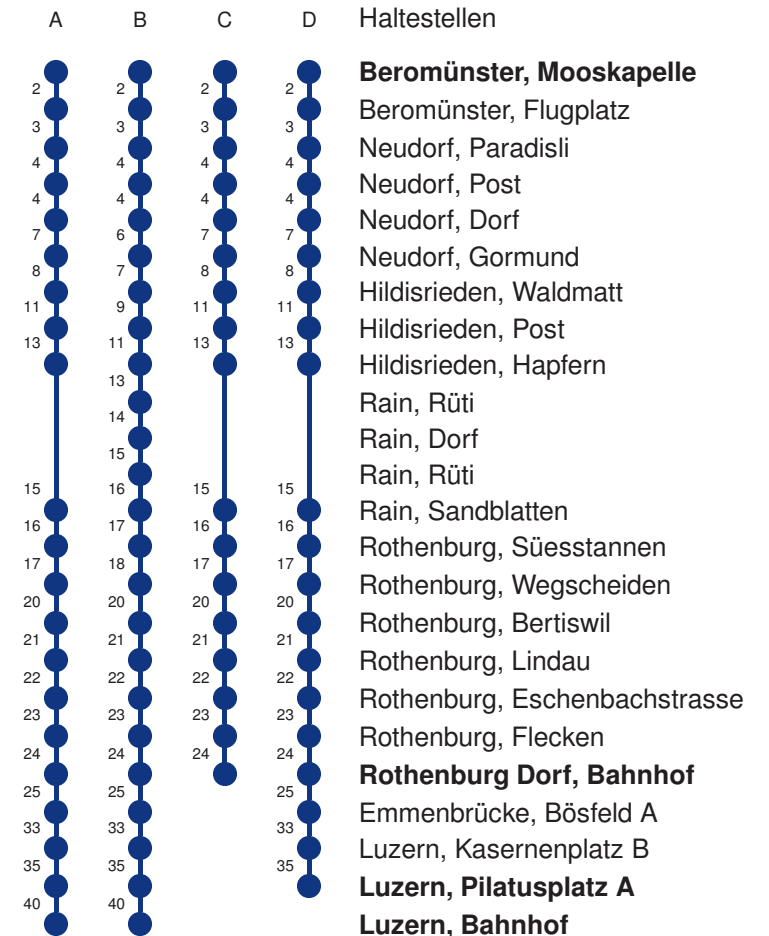 A B C D Haltestellen
Beromünster, Mooskapelle
2 2 2 2
Beromünster, Flugplatz
3 3 3 3
Neudorf, Paradisli
4 4 4 4
Neudorf, Post
4 4 4 4
Neudorf, Dorf
7 6 7 7
Neudorf, Gormund
8 7 8 8
Hildisrieden, Waldmatt
11 9 11 11
Hildisrieden, Post
13 11 13 13
Hildisrieden, Hapfern
13
Rain, Rüti
14
Rain, Dorf
15
Rain, Rüti
15 16 15 15
Rain, Sandblatten
16 17 16 16
Rothenburg, Süesstannen
17 18 17 17
Rothenburg, Wegscheiden
20 20 20 20
Rothenburg, Bertiswil
21 21 21 21
Rothenburg, Lindau
22 22 22 22
Rothenburg, Eschenbachstrasse
23 23 23 23
Rothenburg, Flecken
24 24 24 24
Rothenburg Dorf, Bahnhof
25 25 25
Emmenbrücke, Bösfeld A
33 33 33
Luzern, Kasernenplatz B
35 35 35
Luzern, Pilatusplatz A
40 40
Luzern, Bahnhof